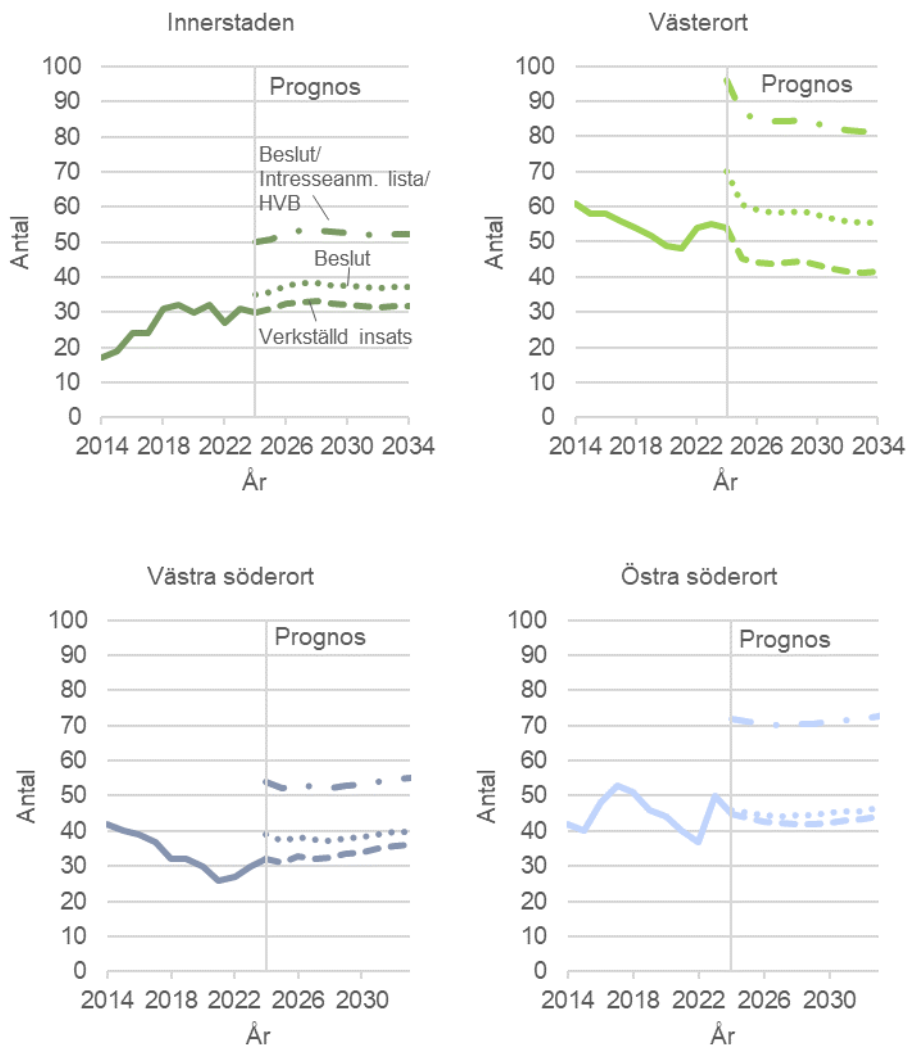 Innerstaden
100
90
80
70
60
50
40
30
20
10
0
Antal
Prognos
Beslut/
Intresseanm. lista/
HVB
Beslut
Verkställd insats
2014 2018 2022 2026 2030 2034
År
Västerort
100
90
80
70
60
50
40
30
20
10
0
Antal
Prognos
2014 2018 2022 2026 2030 2034
År
Västra söderort
100
90
80
70
60
50
40
30
20
10
0
Antal
Prognos
2014 2018 2022 2026 2030
År
Östra söderort
100
90
80
70
60
50
40
30
20
10
0
Antal
Prognos
2014 2018 2022 2026 2030
År